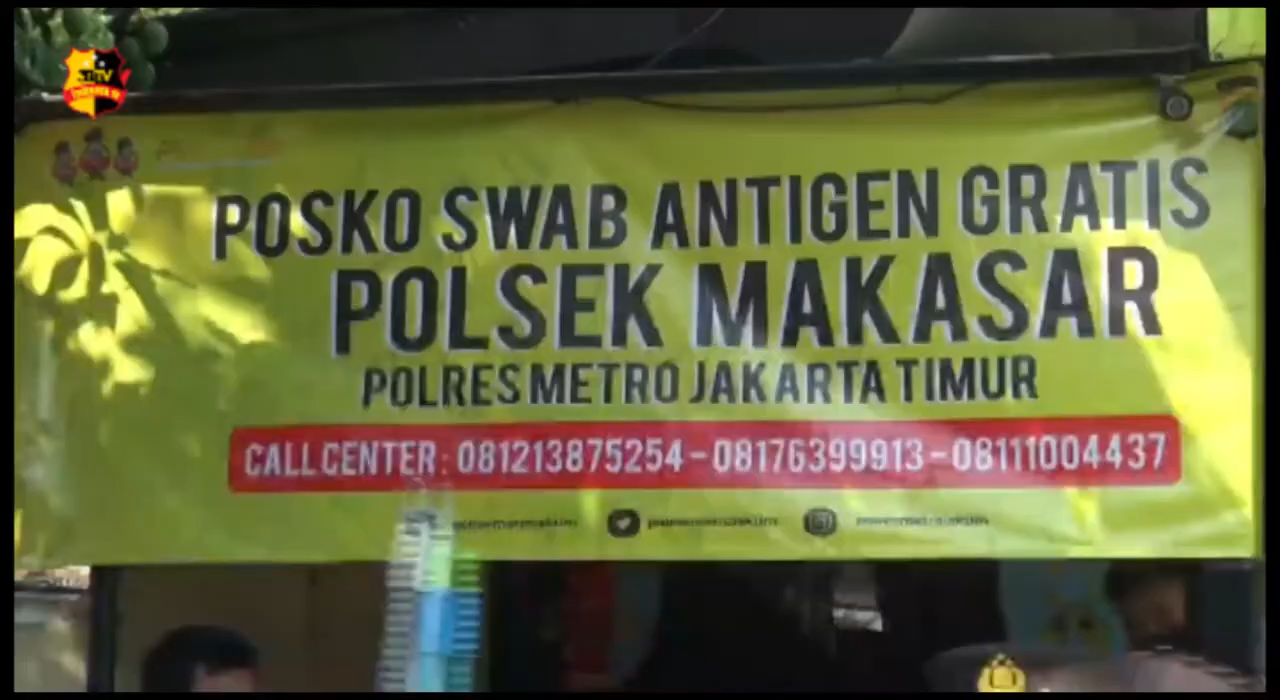 POSKO SWAB ANTIGEN GRATIS
POLSEK MAKASAR
POLRES METRO JAKARTA TIMUR
CALL CENTER : 081213875254 - 08176399913 - 08111004437